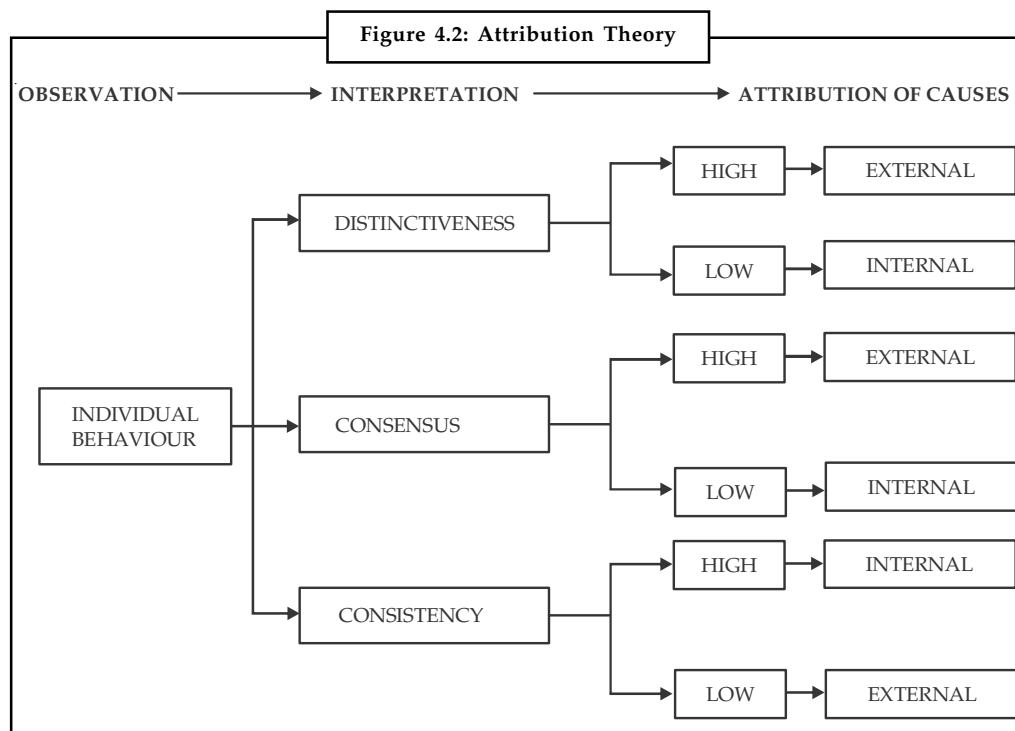 Figure 4.2: Attribution Theory
OBSERVATION INTERPRETATION ATTRIBUTION OF CAUSES
HIGH EXTERNAL
DISTINCTIVENESS
LOW INTERNAL
HIGH EXTERNAL
INDIVIDUAL
BEHAVIOUR
CONSENSUS
LOW INTERNAL
HIGH INTERNAL
CONSISTENCY
LOW EXTERNAL